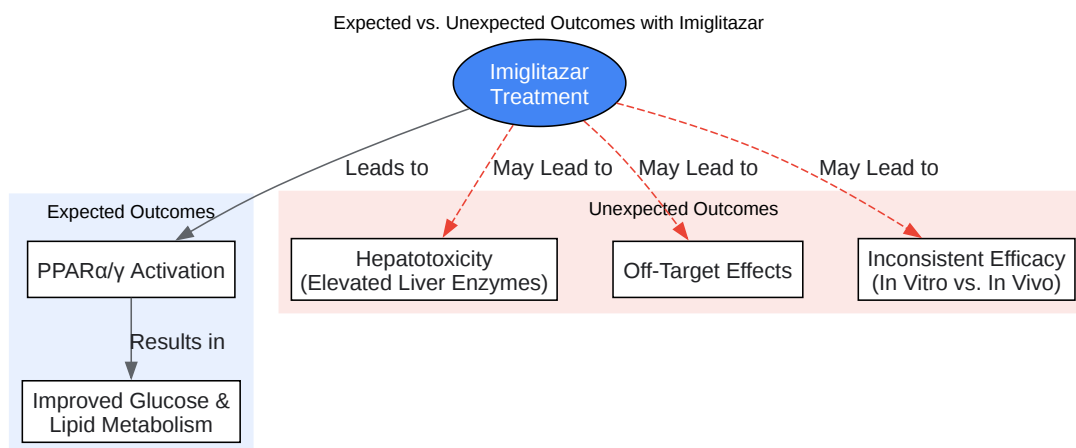 Expected vs. Unexpected Outcomes with Imiglitazar
Imiglitazar
Treatment
Leads to
May Lead to
May Lead to
May Lead to
Expected Outcomes
Unexpected Outcomes
PPARα/γ Activation
Hepatotoxicity
(Elevated Liver Enzymes)
Off-Target Effects
Inconsistent Efficacy
(In Vitro vs. In Vivo)
Results in
Improved Glucose &
Lipid Metabolism